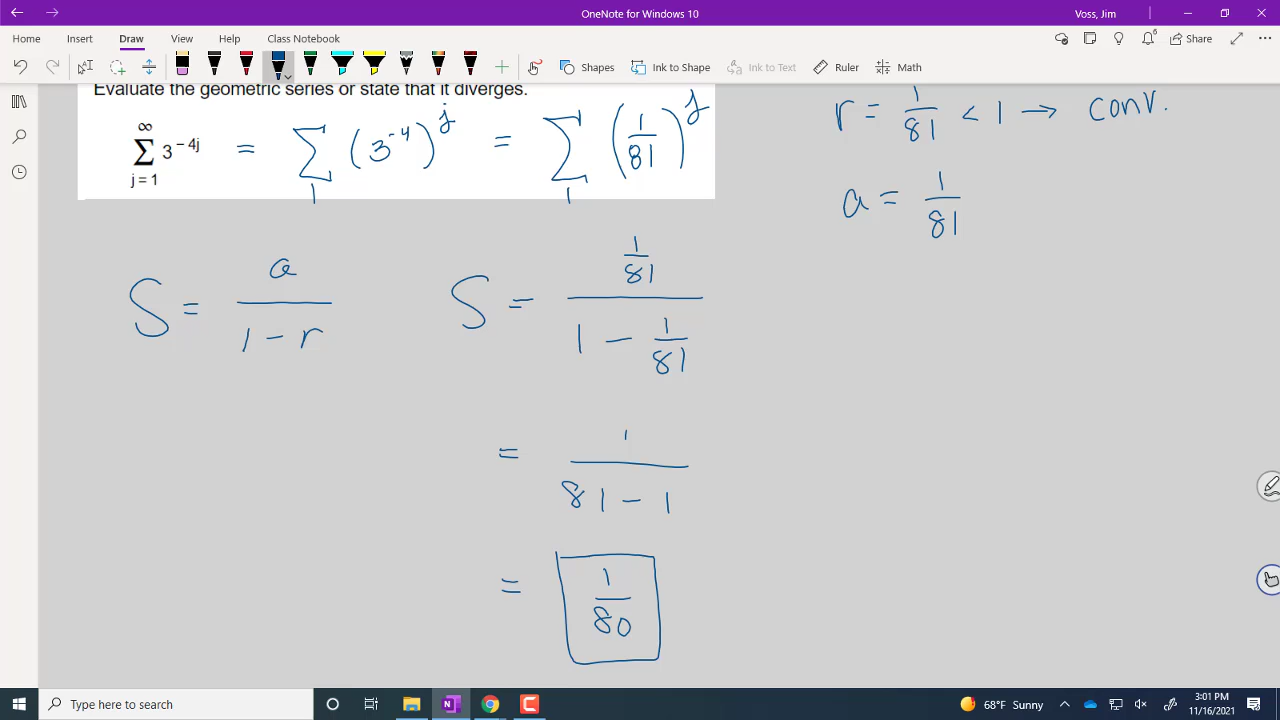 OneNote for Windows 10
Voss, Jim
Home Insert Draw View Help Class Notebook
Share
Shapes Ink to Shape Ink to Text Ruler Math
Evaluate the geometric series or state that it diverges.
∞ Σ j = 1 3^(– 4j) = Σ 1 (3^(-4))^j = Σ 1 (1/81)^j
r = 1/81 < 1 → conv.
a = 1/81
S = a/(1 - r)
S = (1/81)/(1 - 1/81)
= 1/(81 - 1)
= 1/80
Type here to search
68°F Sunny
3:01 PM
11/16/2021
6